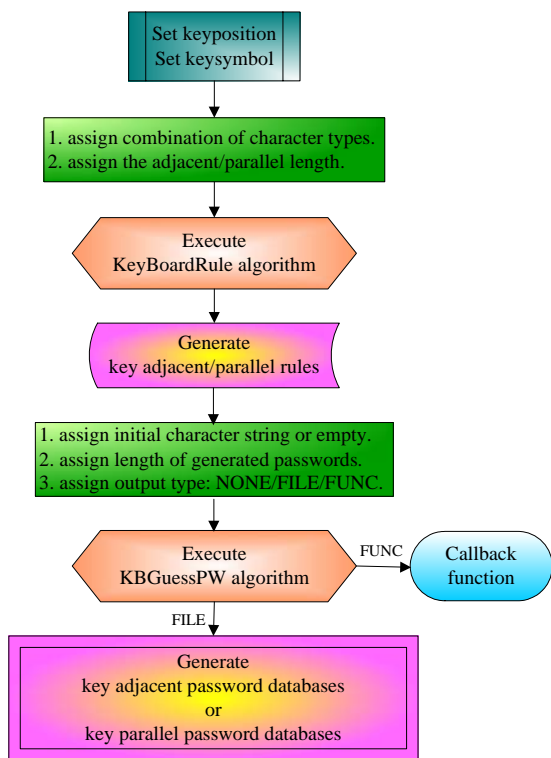 Set keyposition
Set keysymbol
1. assign combination of character types.
2. assign the adjacent/parallel length.
Execute
KeyBoardRule algorithm
Generate
key adjacent/parallel rules
1. assign initial character string or empty.
2. assign length of generated passwords.
3. assign output type: NONE/FILE/FUNC.
Execute
KBGuessPW algorithm
FUNC
Callback
function
FILE
Generate
key adjacent password databases
or
key parallel password databases